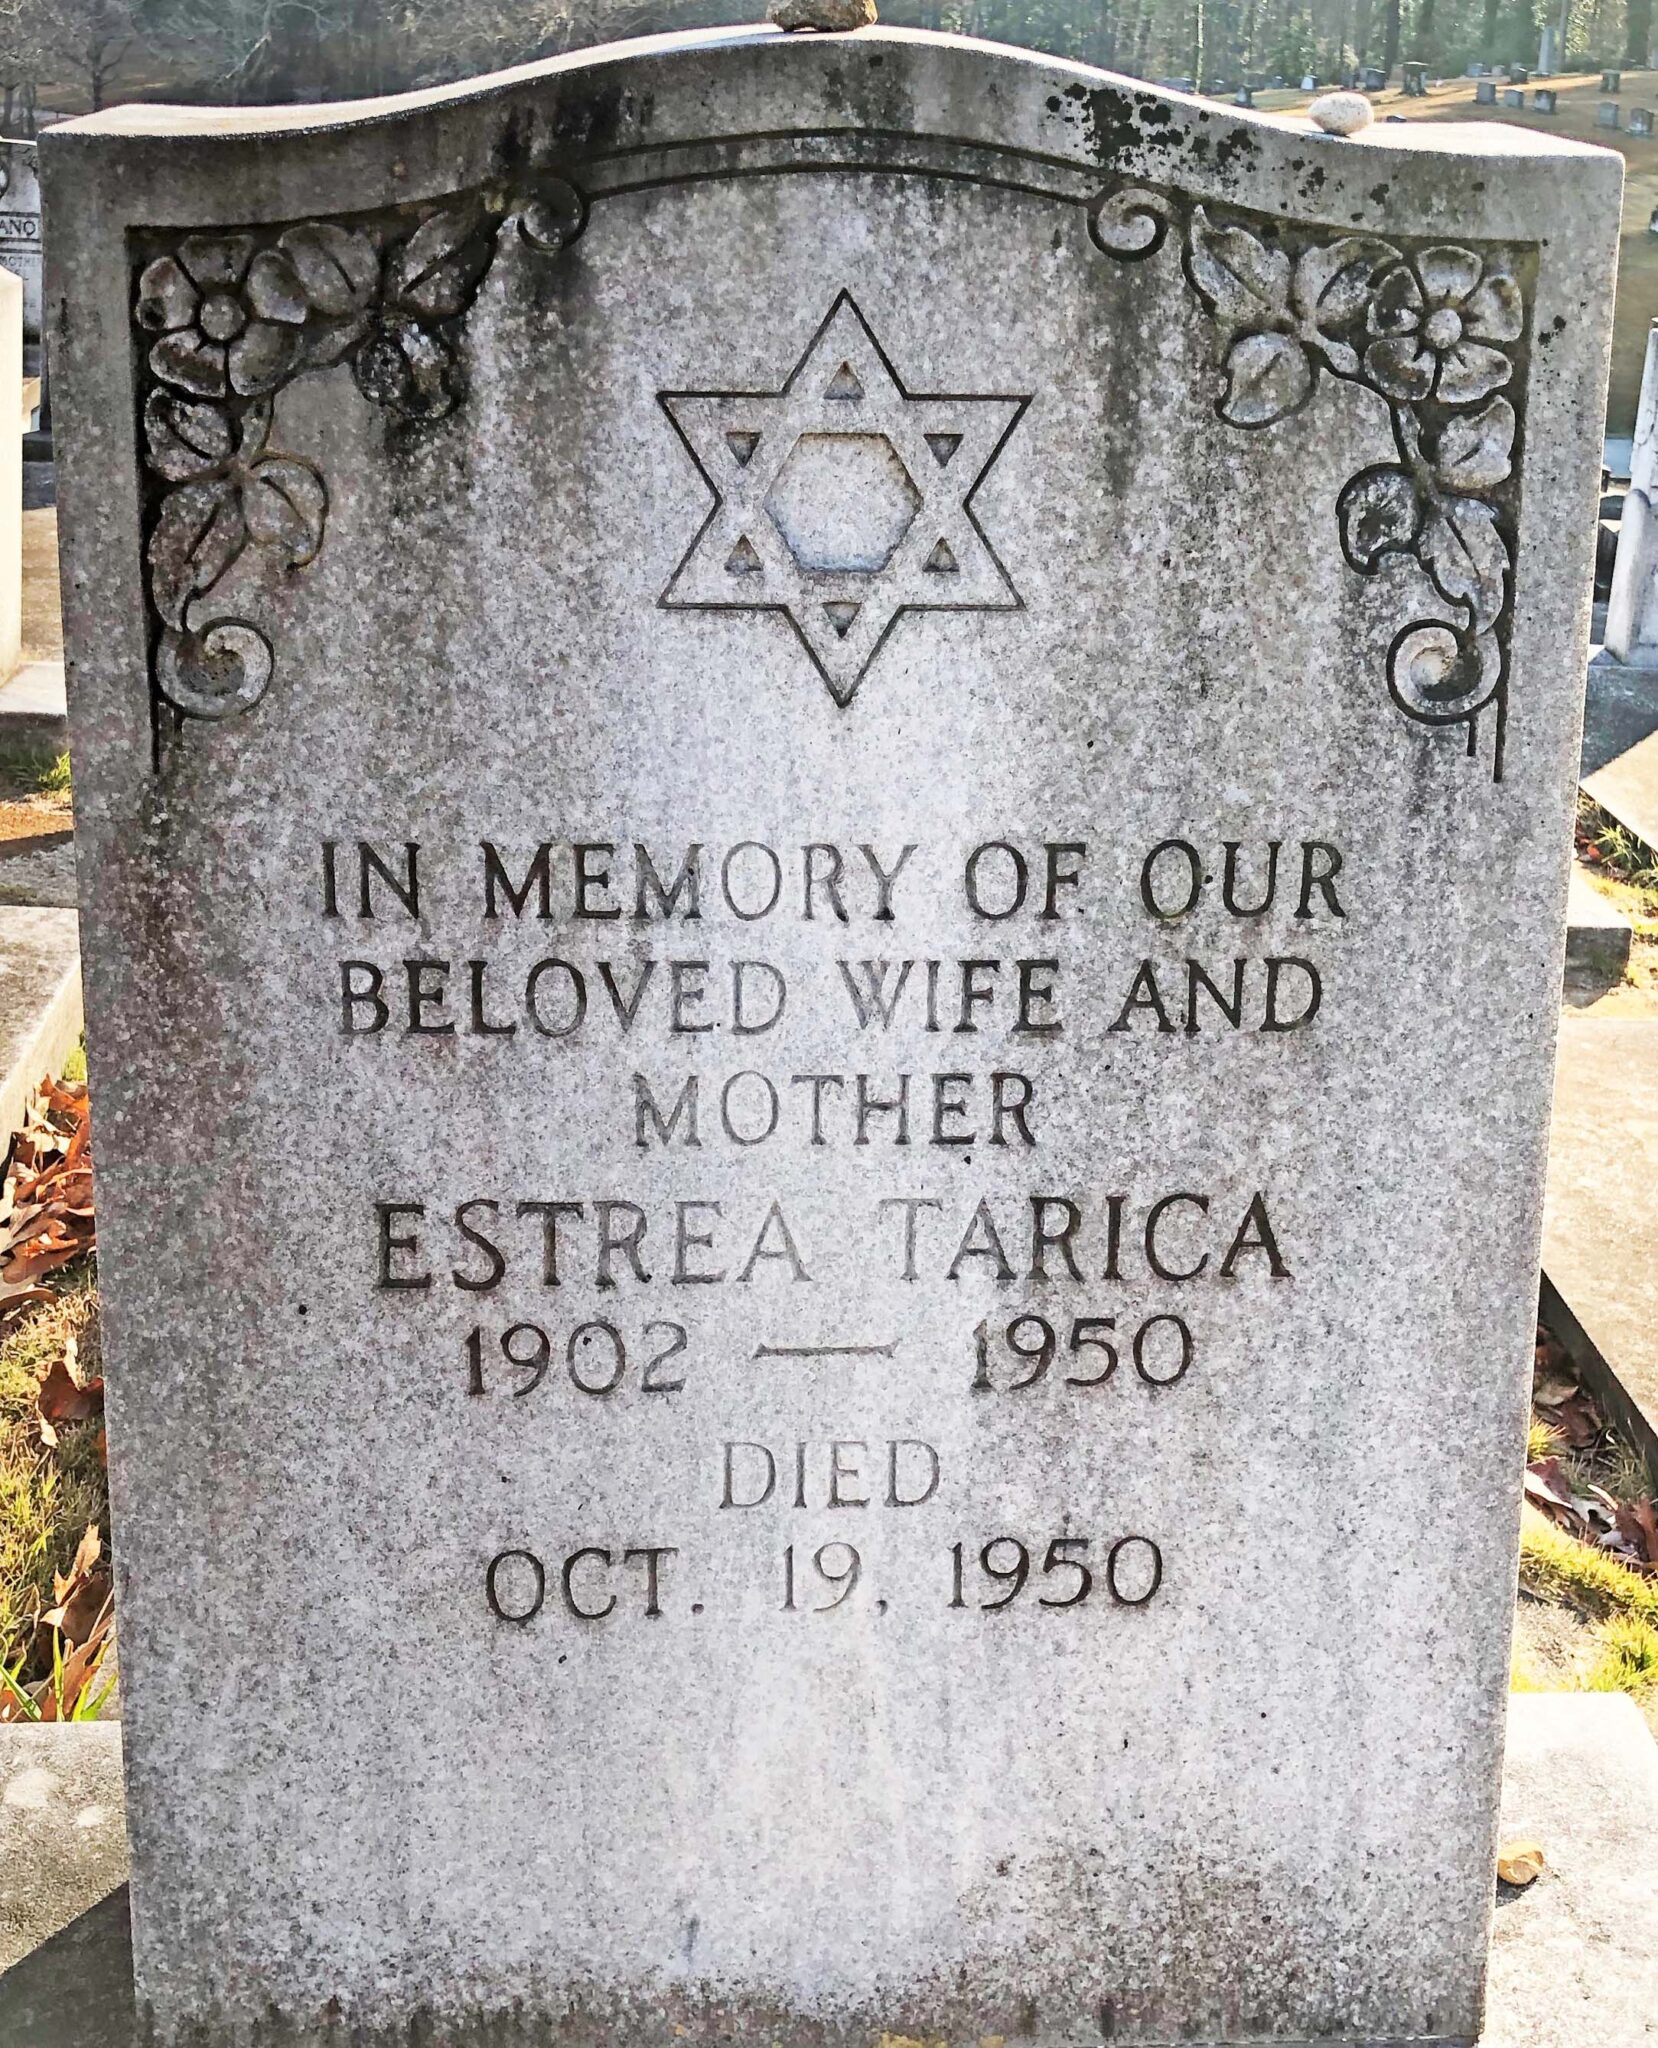 IN MEMORY OF OUR
BELOVED WIFE AND
MOTHER
ESTREA TARICA
1902 — 1950
DIED
OCT. 19, 1950